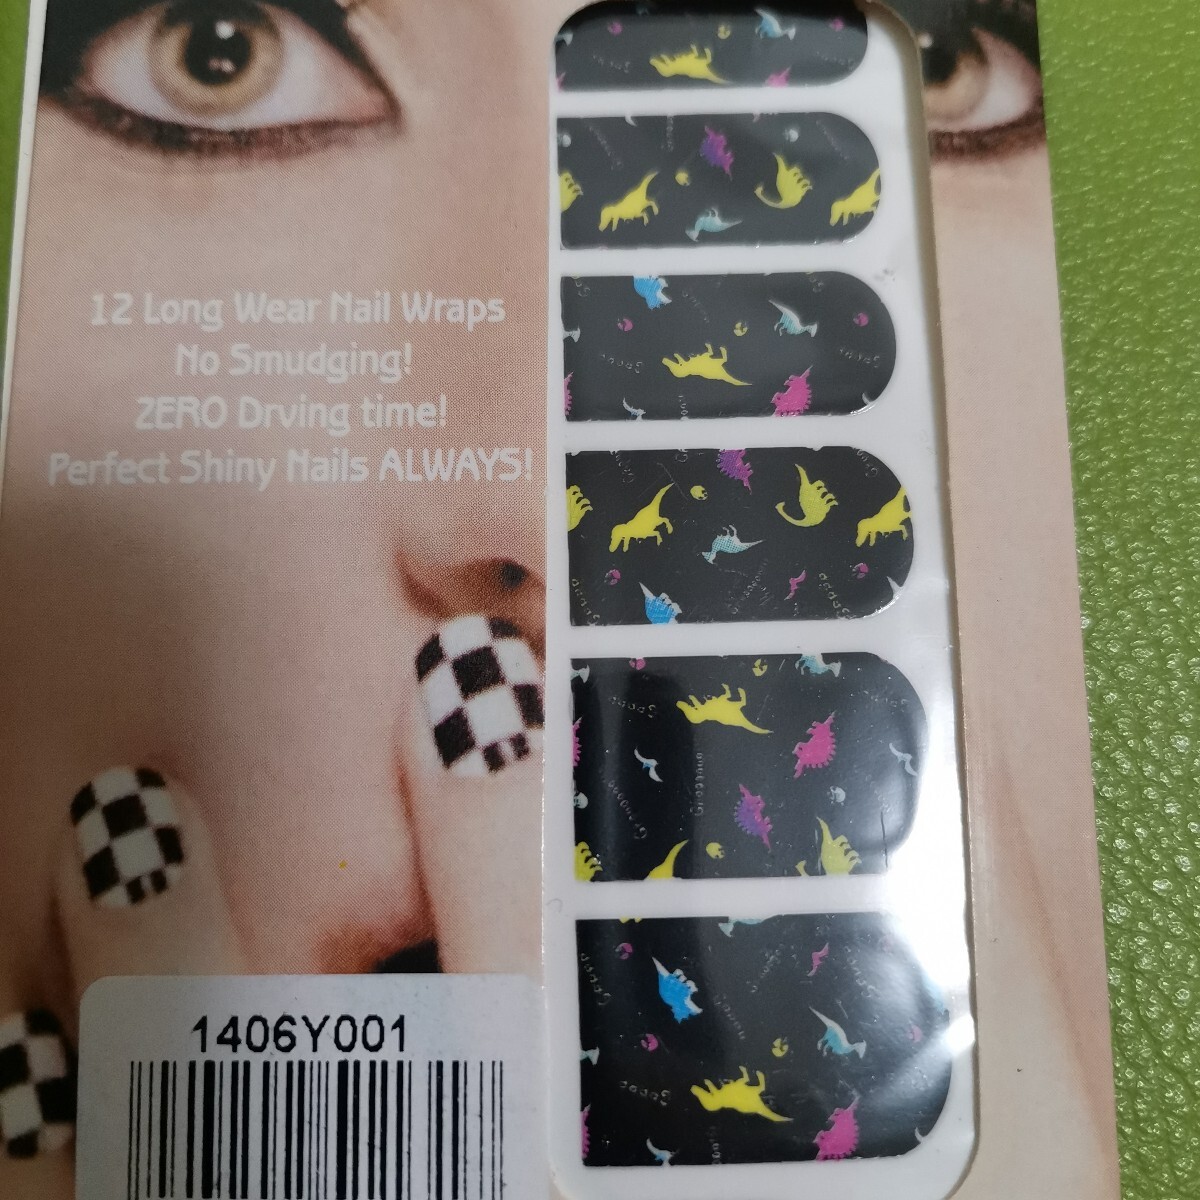 12 Long Wear Nail Wraps
No Smudging!
ZERO Drving time!
Perfect Shiny Nails ALWAYS!
1406Y001